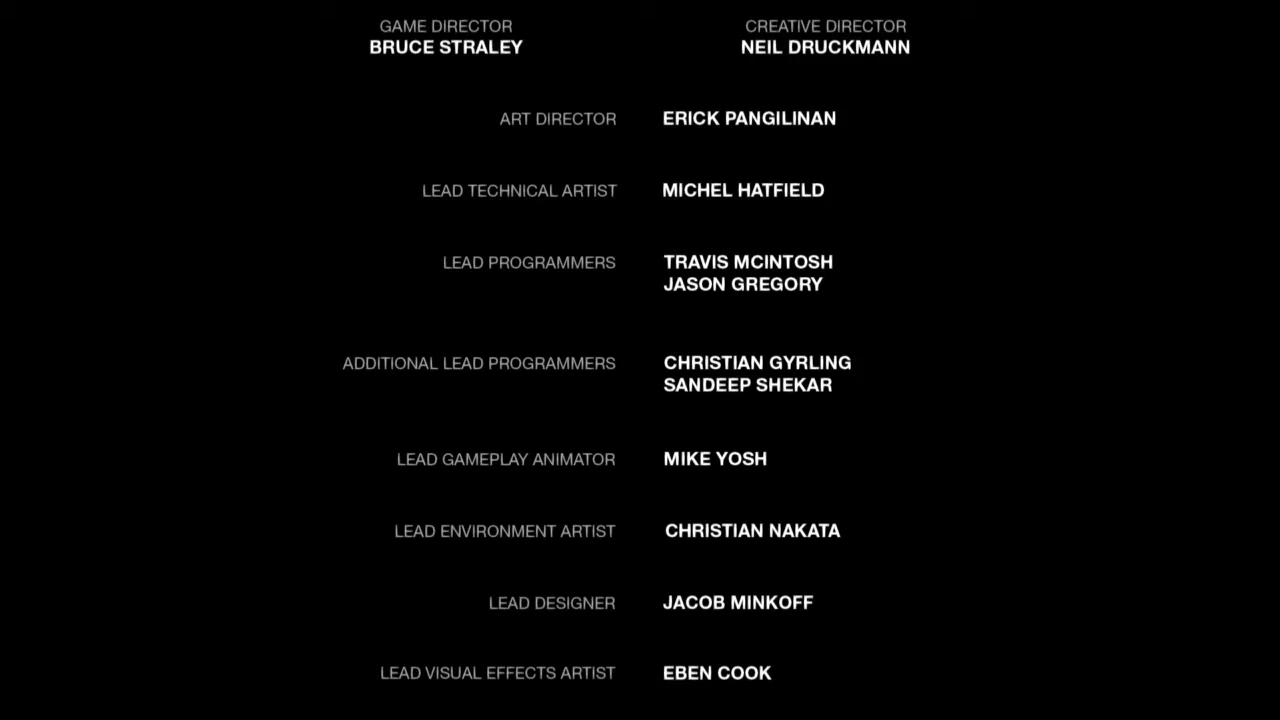 GAME DIRECTOR CREATIVE DIRECTOR
BRUCE STRALEY NEIL DRUCKMANN
ART DIRECTOR ERICK PANGILINAN
LEAD TECHNICAL ARTIST MICHEL HATFIELD
LEAD PROGRAMMERS TRAVIS MCINTOSH
JASON GREGORY
ADDITIONAL LEAD PROGRAMMERS CHRISTIAN GYRLING
SANDEEP SHEKAR
LEAD GAMEPLAY ANIMATOR MIKE YOSH
LEAD ENVIRONMENT ARTIST CHRISTIAN NAKATA
LEAD DESIGNER JACOB MINKOFF
LEAD VISUAL EFFECTS ARTIST EBEN COOK